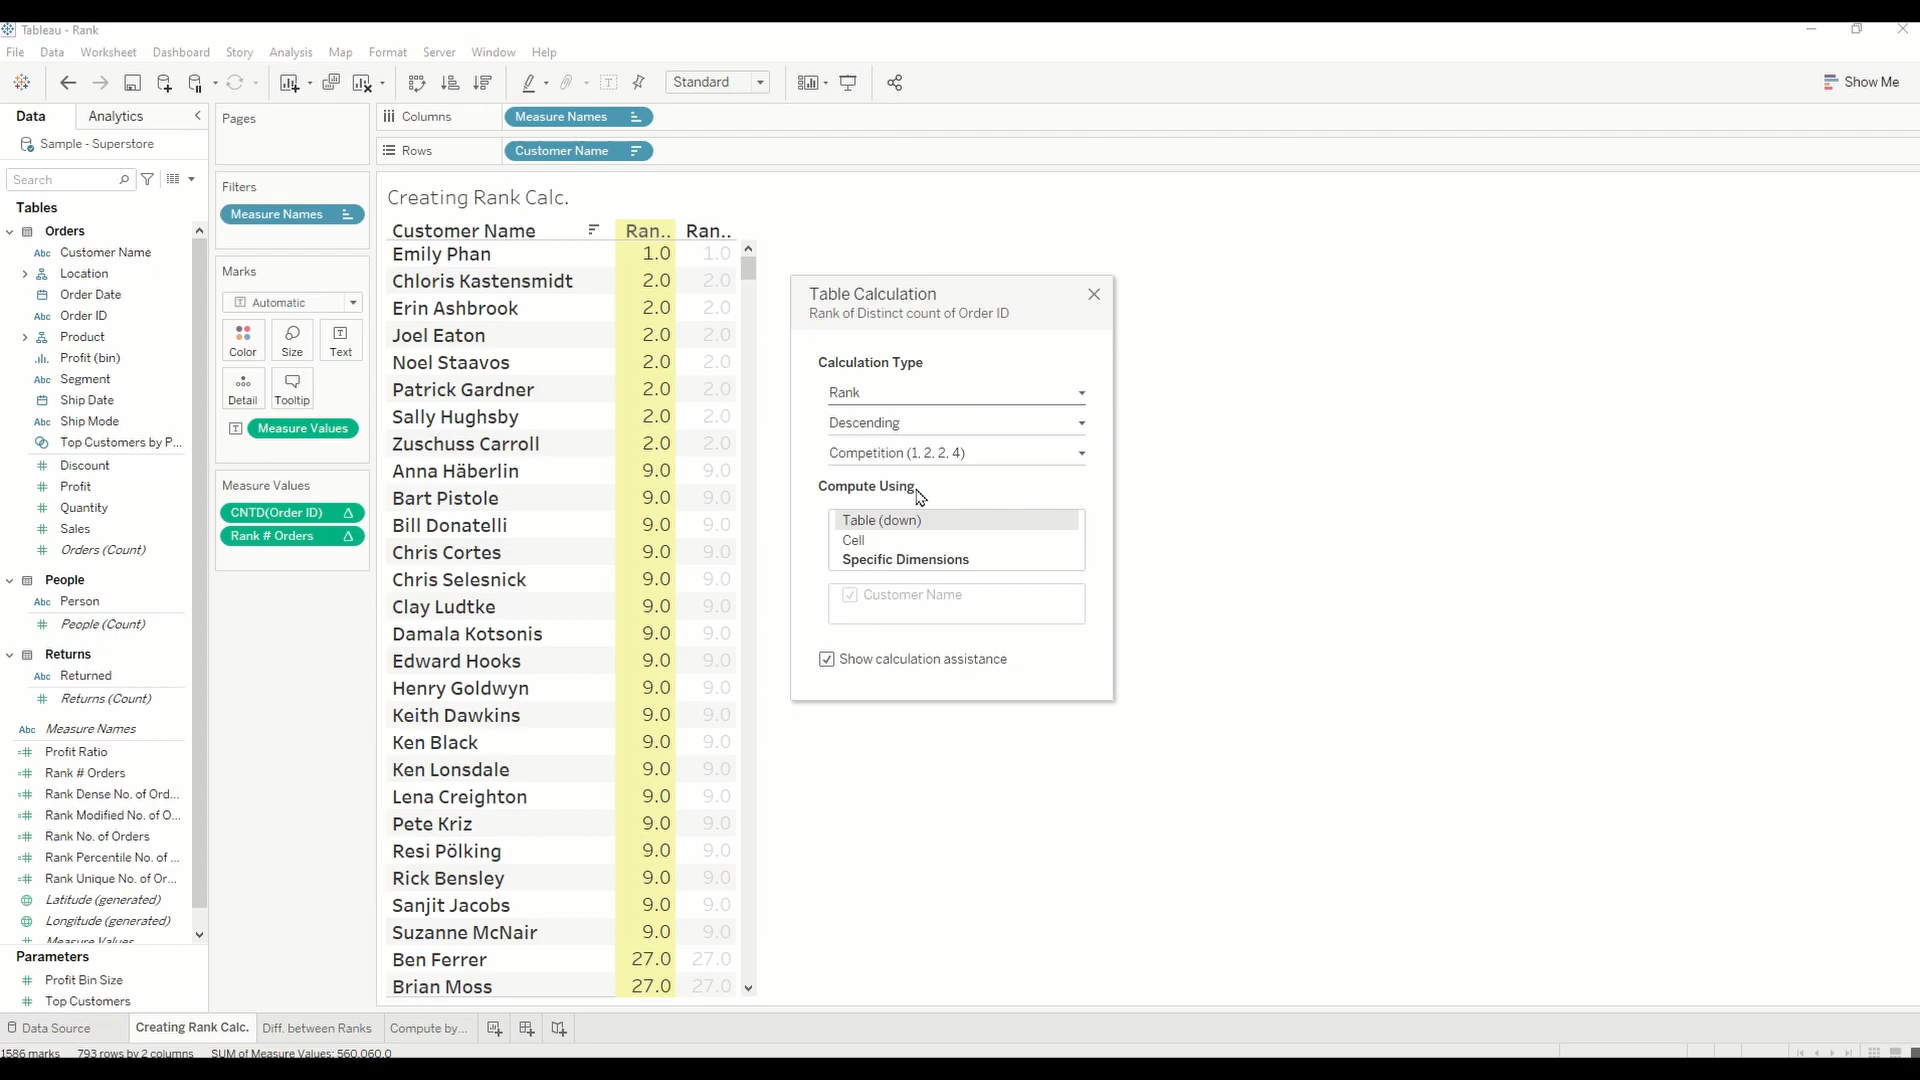 Tableau - Rank
File Data Worksheet Dashboard Story Analysis Map Format Server Window Help
Standard
Show Me
Data Analytics
Sample - Superstore
Search
Tables
Orders
Abc Customer Name
Location
Order Date
Abc Order ID
Product
Profit (bin)
Abc Segment
Ship Date
Abc Ship Mode
Top Customers by P...
# Discount
# Profit
# Quantity
# Sales
# Orders (Count)
People
Abc Person
# People (Count)
Returns
Abc Returned
# Returns (Count)
Abc Measure Names
=# Profit Ratio
=# Rank # Orders
=# Rank Dense No. of Ord...
=# Rank Modified No. of O...
=# Rank No. of Orders
=# Rank Percentile No. of ...
=# Rank Unique No. of Or...
Latitude (generated)
Longitude (generated)
# Measure Values
Parameters
# Profit Bin Size
# Top Customers
Pages
Filters
Measure Names
Marks
Automatic
Color Size Text
Detail Tooltip
Measure Values
Measure Values
CNTD(Order ID) Δ
Rank # Orders Δ
Columns Measure Names
Rows Customer Name
Creating Rank Calc.
Customer Name Ran.. Ran..
Emily Phan 1.0 1.0
Chloris Kastensmidt 2.0 2.0
Erin Ashbrook 2.0 2.0
Joel Eaton 2.0 2.0
Noel Staavos 2.0 2.0
Patrick Gardner 2.0 2.0
Sally Hughsby 2.0 2.0
Zuschuss Carroll 2.0 2.0
Anna Häberlin 9.0 9.0
Bart Pistole 9.0 9.0
Bill Donatelli 9.0 9.0
Chris Cortes 9.0 9.0
Chris Selesnick 9.0 9.0
Clay Ludtke 9.0 9.0
Damala Kotsonis 9.0 9.0
Edward Hooks 9.0 9.0
Henry Goldwyn 9.0 9.0
Keith Dawkins 9.0 9.0
Ken Black 9.0 9.0
Ken Lonsdale 9.0 9.0
Lena Creighton 9.0 9.0
Pete Kriz 9.0 9.0
Resi Pölking 9.0 9.0
Rick Bensley 9.0 9.0
Sanjit Jacobs 9.0 9.0
Suzanne McNair 9.0 9.0
Ben Ferrer 27.0 27.0
Brian Moss 27.0 27.0
Table Calculation
Rank of Distinct count of Order ID
Calculation Type
Rank
Descending
Competition (1, 2, 2, 4)
Compute Using
Table (down)
Cell
Specific Dimensions
Customer Name
Show calculation assistance
Data Source Creating Rank Calc. Diff. between Ranks Compute by...
1586 marks 793 rows by 2 columns SUM of Measure Values: 560,060.0